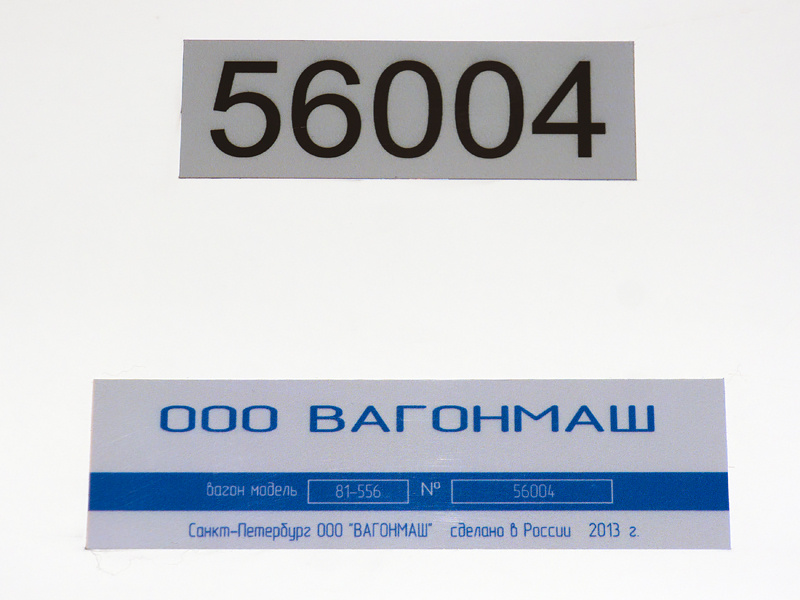 56004
ООО ВАГОНМАШ
вагон модель 81-556 № 56004
Санкт-Петербург ООО "ВАГОНМАШ" сделано в России 2013 г.